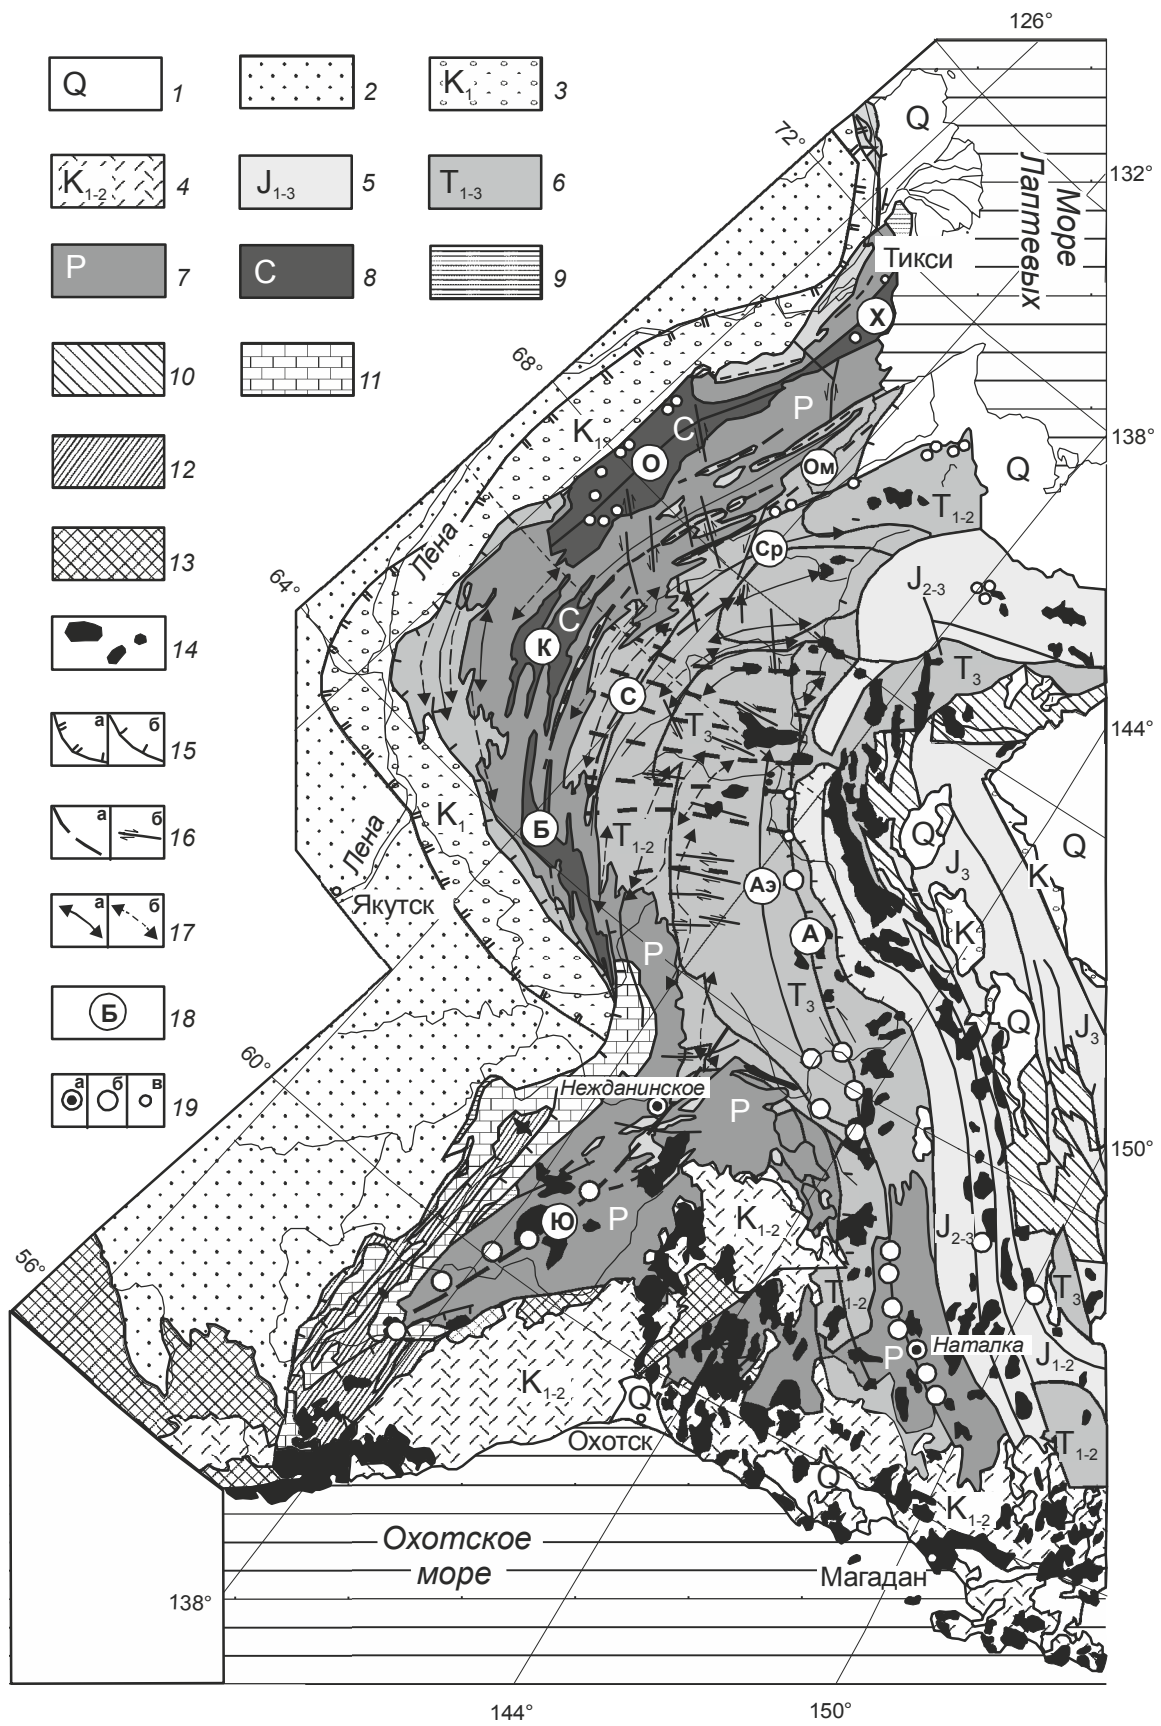 126°
Q 1
2
K1 3
72°
Q
Море
Лаптевых
132°
K1-2 4
J1-3 5
T1-3 6
P 7
C 8
9
Тикси
Х
68°
10
11
P
K1
C
О
Ом
138°
Q
12
T1-2
Лена
Ср
13
64°
J2-3
C
К
14
T3
С
T3
144°
15
а б
K1
Б
16
а б
Лена
T1-2
Q
J3
Q
K
Аэ
17
а б
Якутск
А
K
P
T3
18
Б
Q
J3
60°
19
а б в
Нежданинское
P
150°
Ю
P
K1-2
J2-3
56°
T1-2
T3
Наталка
P
J1-2
K1-2
Q
Охотск
T1-2
Q
K1-2
Охотское
море
Магадан
138°
144°
150°